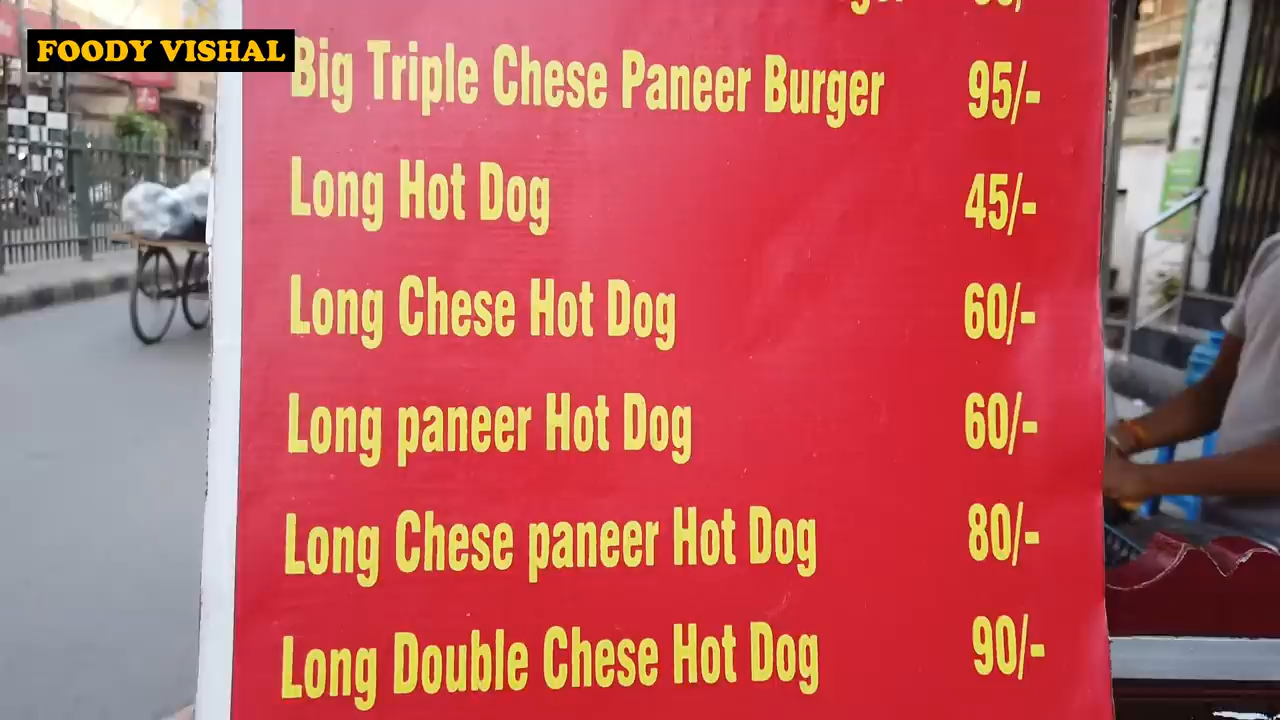 FOODY VISHAL
Big Triple Chese Paneer Burger 95/-
Long Hot Dog 45/-
Long Chese Hot Dog 60/-
Long paneer Hot Dog 60/-
Long Chese paneer Hot Dog 80/-
Long Double Chese Hot Dog 90/-